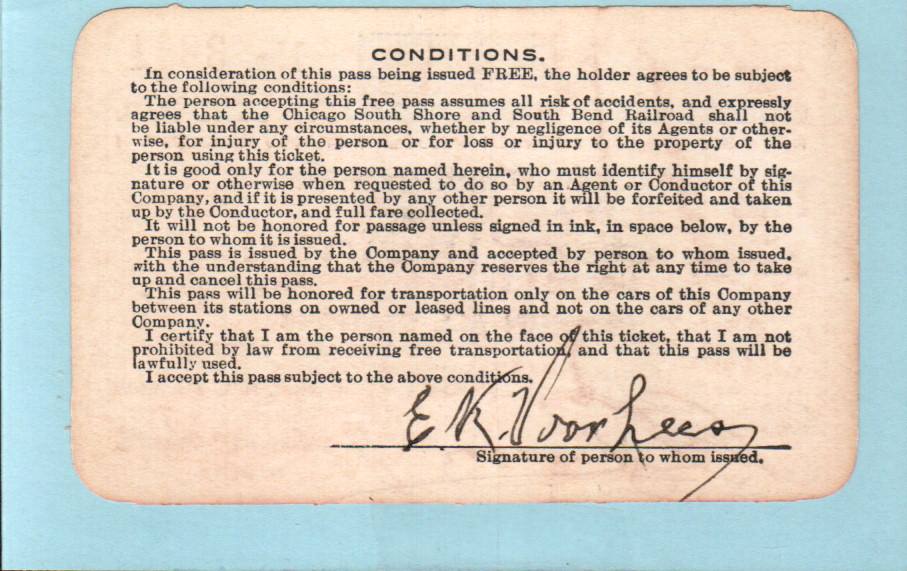 CONDITIONS.
In consideration of this pass being issued FREE, the holder agrees to be subject
to the following conditions:
The person accepting this free pass assumes all risk of accidents, and expressly
agrees that the Chicago South Shore and South Bend Railroad shall not
be liable under any circumstances, whether by negligence of its Agents or other-
wise, for injury of the person or for loss or injury to the property of the
person using this ticket.
It is good only for the person named herein, who must identify himself by sig-
nature or otherwise when requested to do so by an Agent or Conductor of this
Company, and if it is presented by any other person it will be forfeited and taken
up by the Conductor, and full fare collected.
It will not be honored for passage unless signed in ink, in space below, by the
person to whom it is issued.
This pass is issued by the Company and accepted by person to whom issued,
with the understanding that the Company reserves the right at any time to take
up and cancel this pass.
This pass will be honored for transportation only on the cars of this Company
between its stations on owned or leased lines and not on the cars of any other
Company.
I certify that I am the person named on the face of this ticket, that I am not
prohibited by law from receiving free transportation, and that this pass will be
lawfully used.
I accept this pass subject to the above conditions.
E K. Voorhees
Signature of person to whom issued.